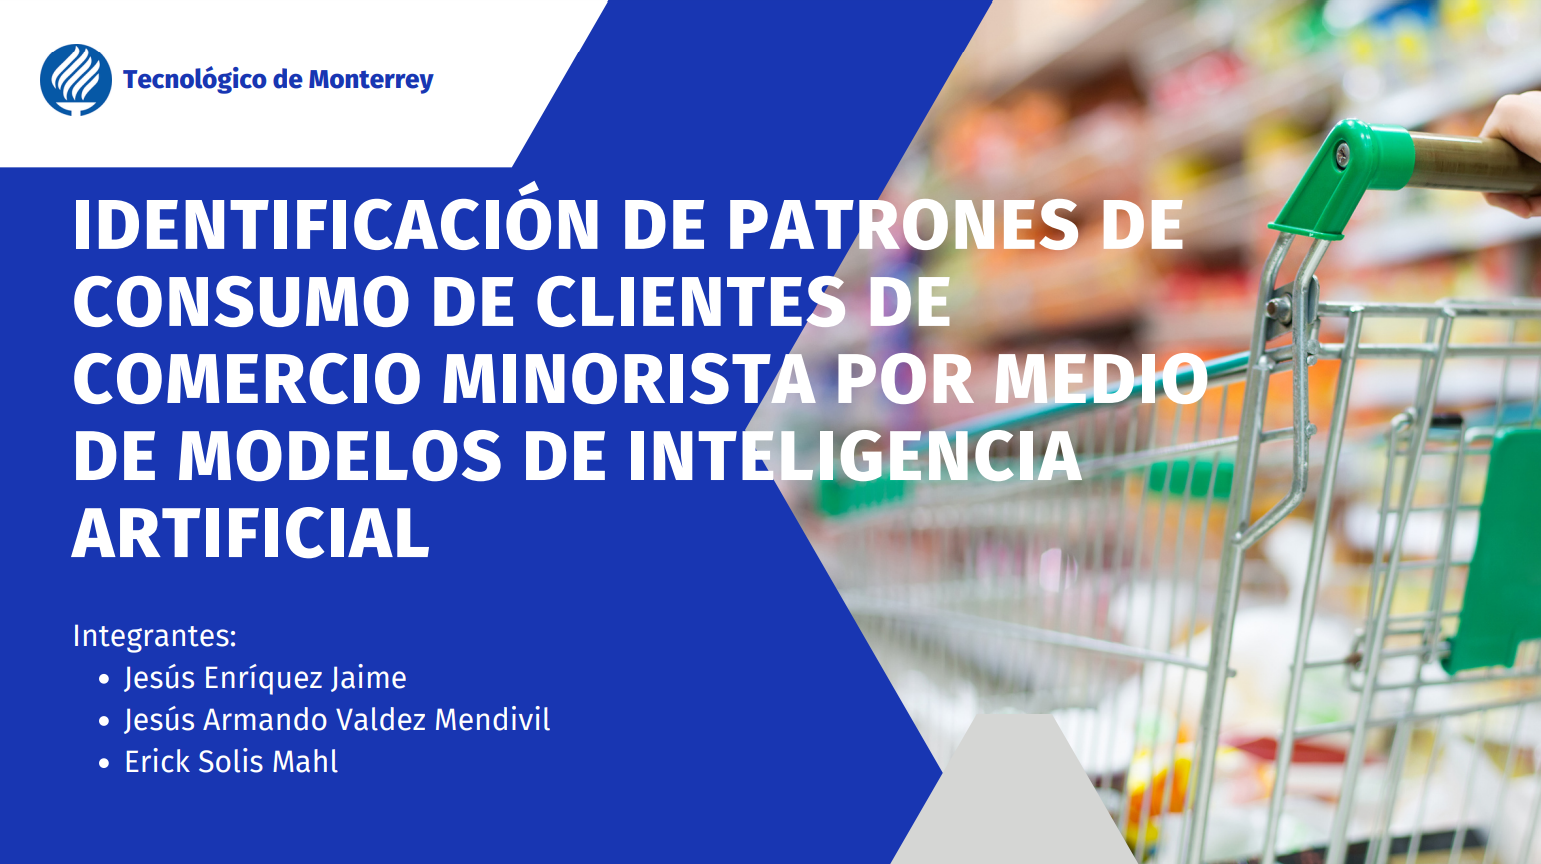 Tecnológico de Monterrey
IDENTIFICACIÓN DE PATRONES DE
CONSUMO DE CLIENTES DE
COMERCIO MINORISTA POR MEDIO
DE MODELOS DE INTELIGENCIA
ARTIFICIAL
Integrantes:
• Jesús Enríquez Jaime
• Jesús Armando Valdez Mendivil
• Erick Solis Mahl